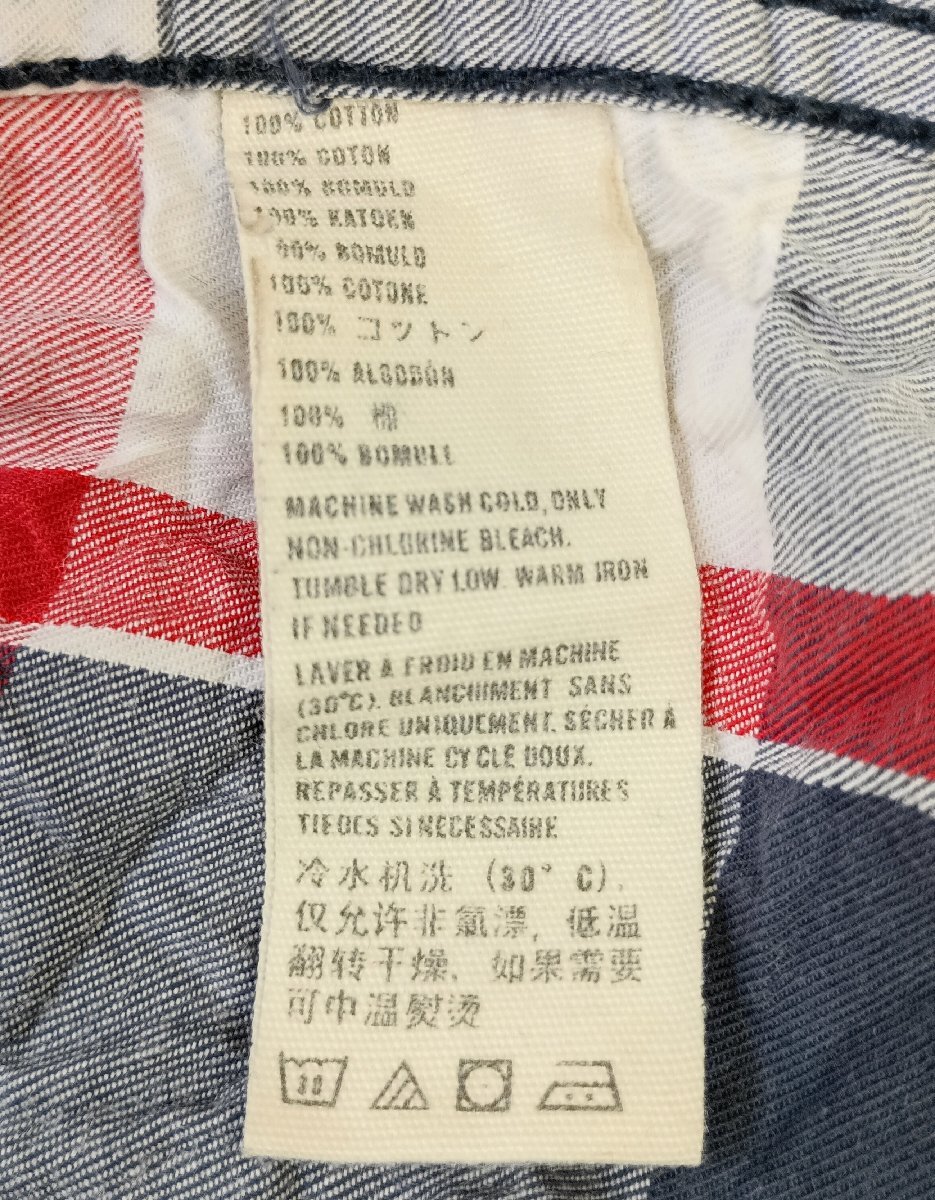 100% COTTON
100% COTON
100% BOMULD
100% KATOEN
100% BOMULD
100% COTONE
100% コットン
100% ALGODÓN
100% 棉
100% BOMULL
MACHINE WASH COLD, ONLY
NON-CHLORINE BLEACH.
TUMBLE DRY LOW. WARM IRON
IF NEEDED
LAVER A FROID EN MACHINE
(30°C). BLANCHIMENT SANS
CHLORE UNIQUEMENT. SÉCHER À
LA MACHINE CYCLE DOUX.
REPASSER À TEMPÉRATURES
TIEDES SI NECESSAIRE
冷水机洗 (30° C).
仅允许非氯漂, 低温
翻转干燥. 如果需要
可中温熨烫
30